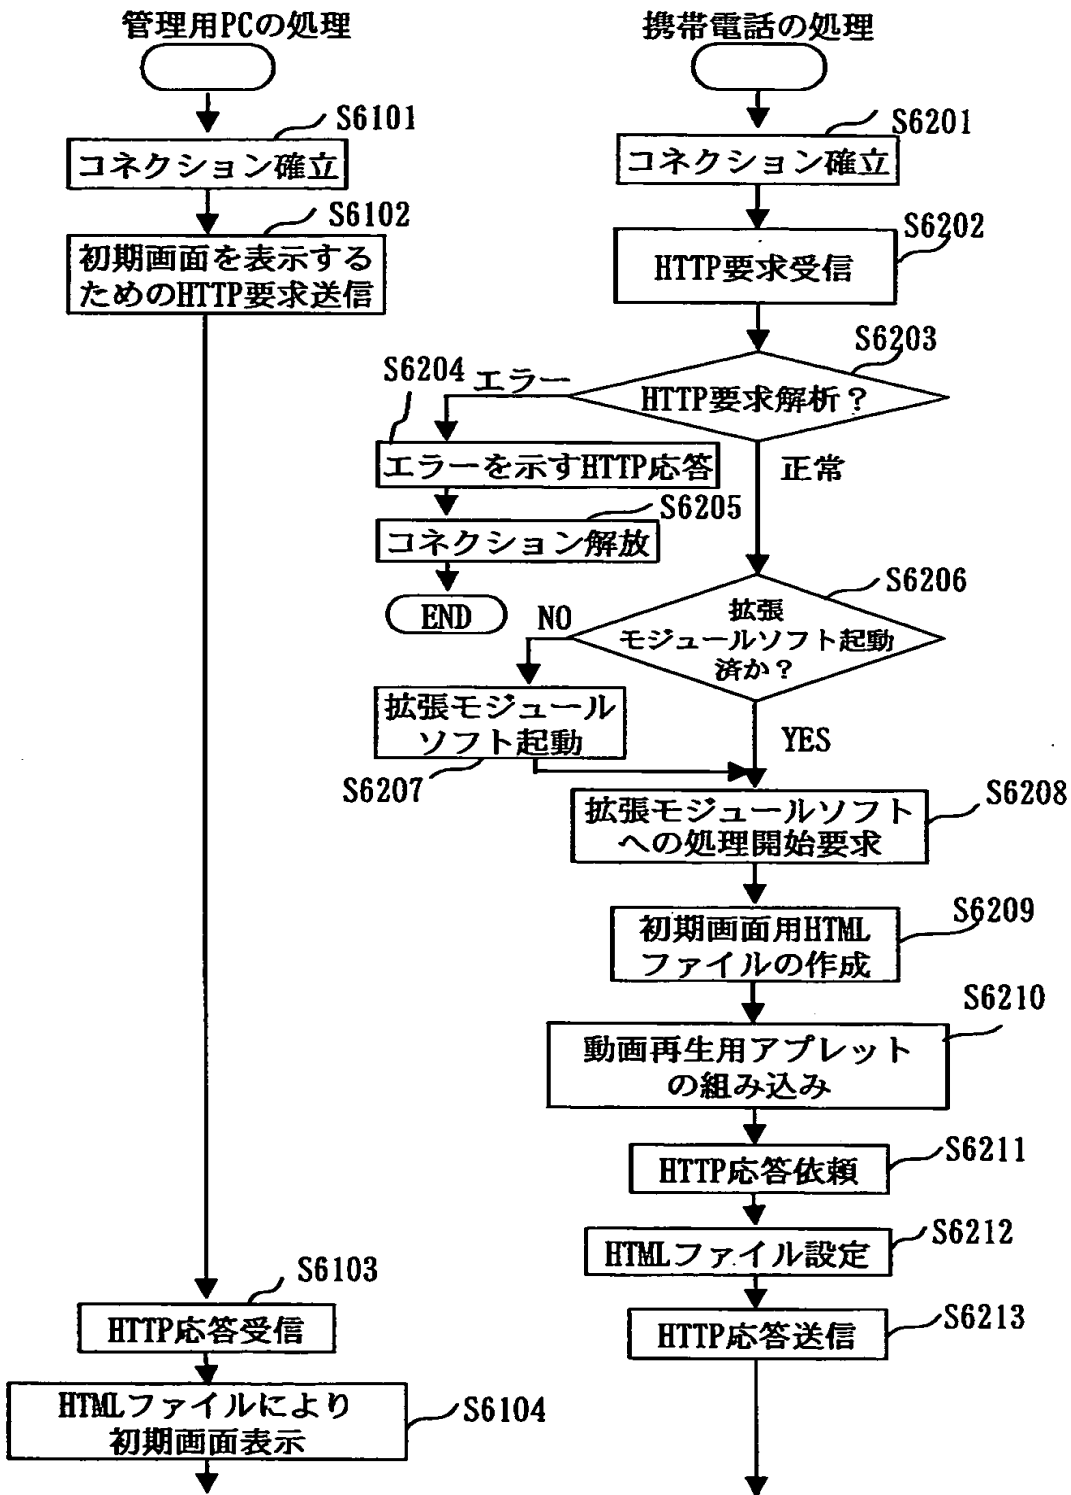 管理用PCの処理
S6101
コネクション確立
S6102
初期画面を表示する
ためのHTTP要求送信
S6103
HTTP応答受信
HTMLファイルにより
初期画面表示
S6104
携帯電話の処理
S6201
コネクション確立
S6202
HTTP要求受信
S6203
HTTP要求解析?
エラー
S6204
エラーを示すHTTP応答
S6205
コネクション解放
END
正常
S6206
拡張
モジュールソフト起動
済か?
NO
拡張モジュール
ソフト起動
S6207
YES
S6208
拡張モジュールソフト
への処理開始要求
S6209
初期画面用HTML
ファイルの作成
S6210
動画再生用アプレット
の組み込み
S6211
HTTP応答依頼
S6212
HTMLファイル設定
S6213
HTTP応答送信